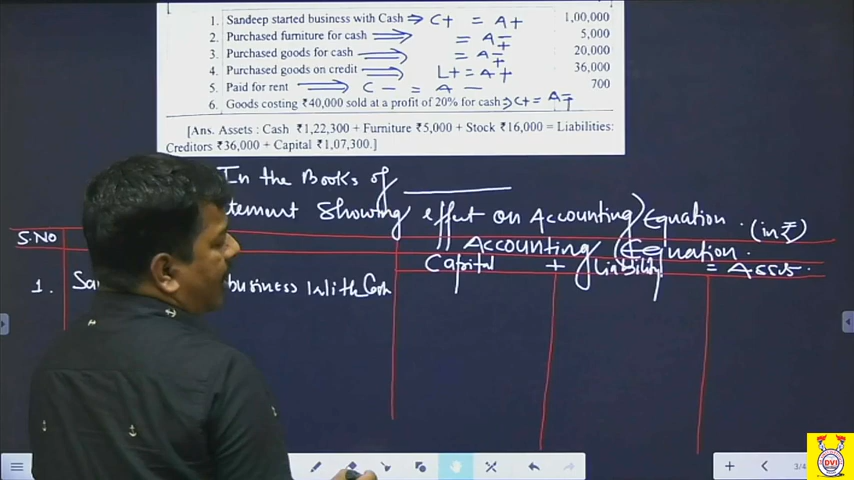 1. Sandeep started business with Cash ⇒ C+ = A+ 1,00,000
2. Purchased furniture for cash ⇒ = A∓ 5,000
3. Purchased goods for cash ⇒ = A∓ 20,000
4. Purchased goods on credit ⇒ L+ = A+ 36,000
5. Paid for rent ⇒ C - = A - 700
6. Goods costing ₹40,000 sold at a profit of 20% for cash ⇒ C+ = A∓
[Ans. Assets : Cash ₹1,22,300 + Furniture ₹5,000 + Stock ₹16,000 = Liabilities:
Creditors ₹36,000 + Capital ₹1,07,300.]
In the Books of
tement Showing effect on Accounting Equation. (in ₹)
S.No Accounting Equation.
Capital + Liability = Assets.
1. business With Cash
3/4
DVI